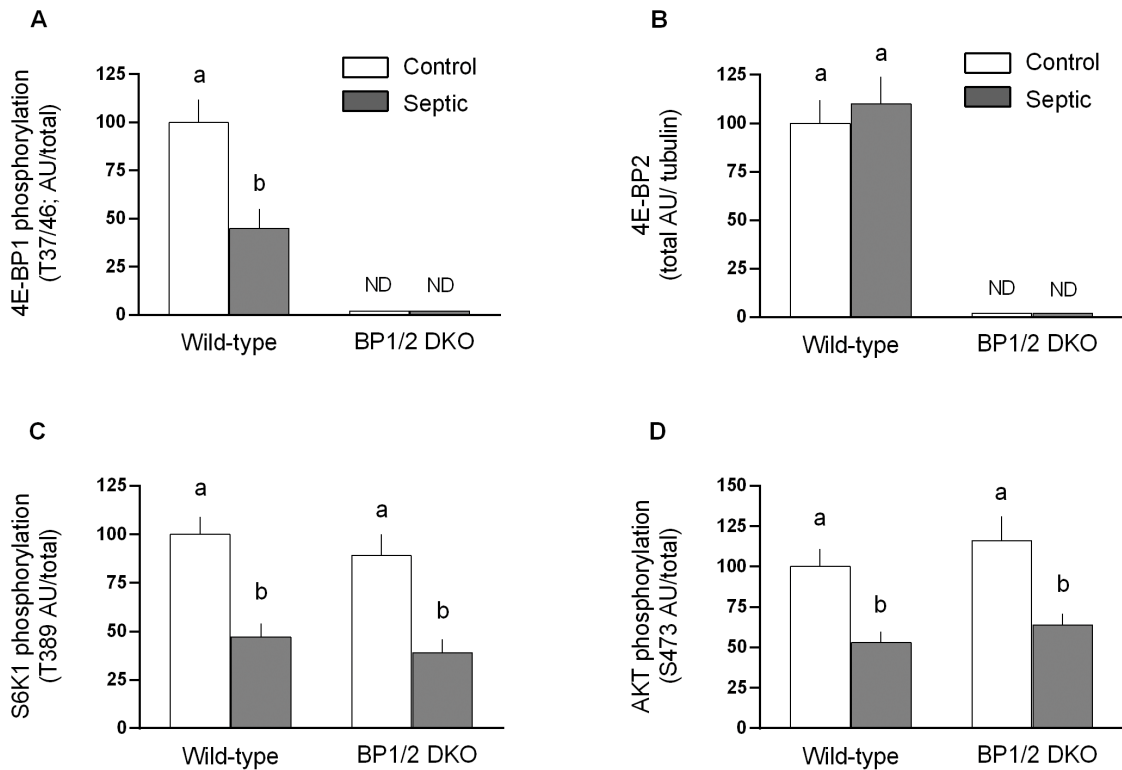 A
4E-BP1 phosphorylation
(T37/46; AU/total)
125
100
75
50
25
0
a
b
Control
Septic
ND
ND
Wild-type
BP1/2 DKO
B
4E-BP2
(total AU/ tubulin)
125
100
75
50
25
0
a
a
Control
Septic
ND
ND
Wild-type
BP1/2 DKO
C
S6K1 phosphorylation
(T389 AU/total)
125
100
75
50
25
0
a
b
a
b
Wild-type
BP1/2 DKO
D
AKT phosphorylation
(S473 AU/total)
150
125
100
75
50
25
0
a
b
a
b
Wild-type
BP1/2 DKO